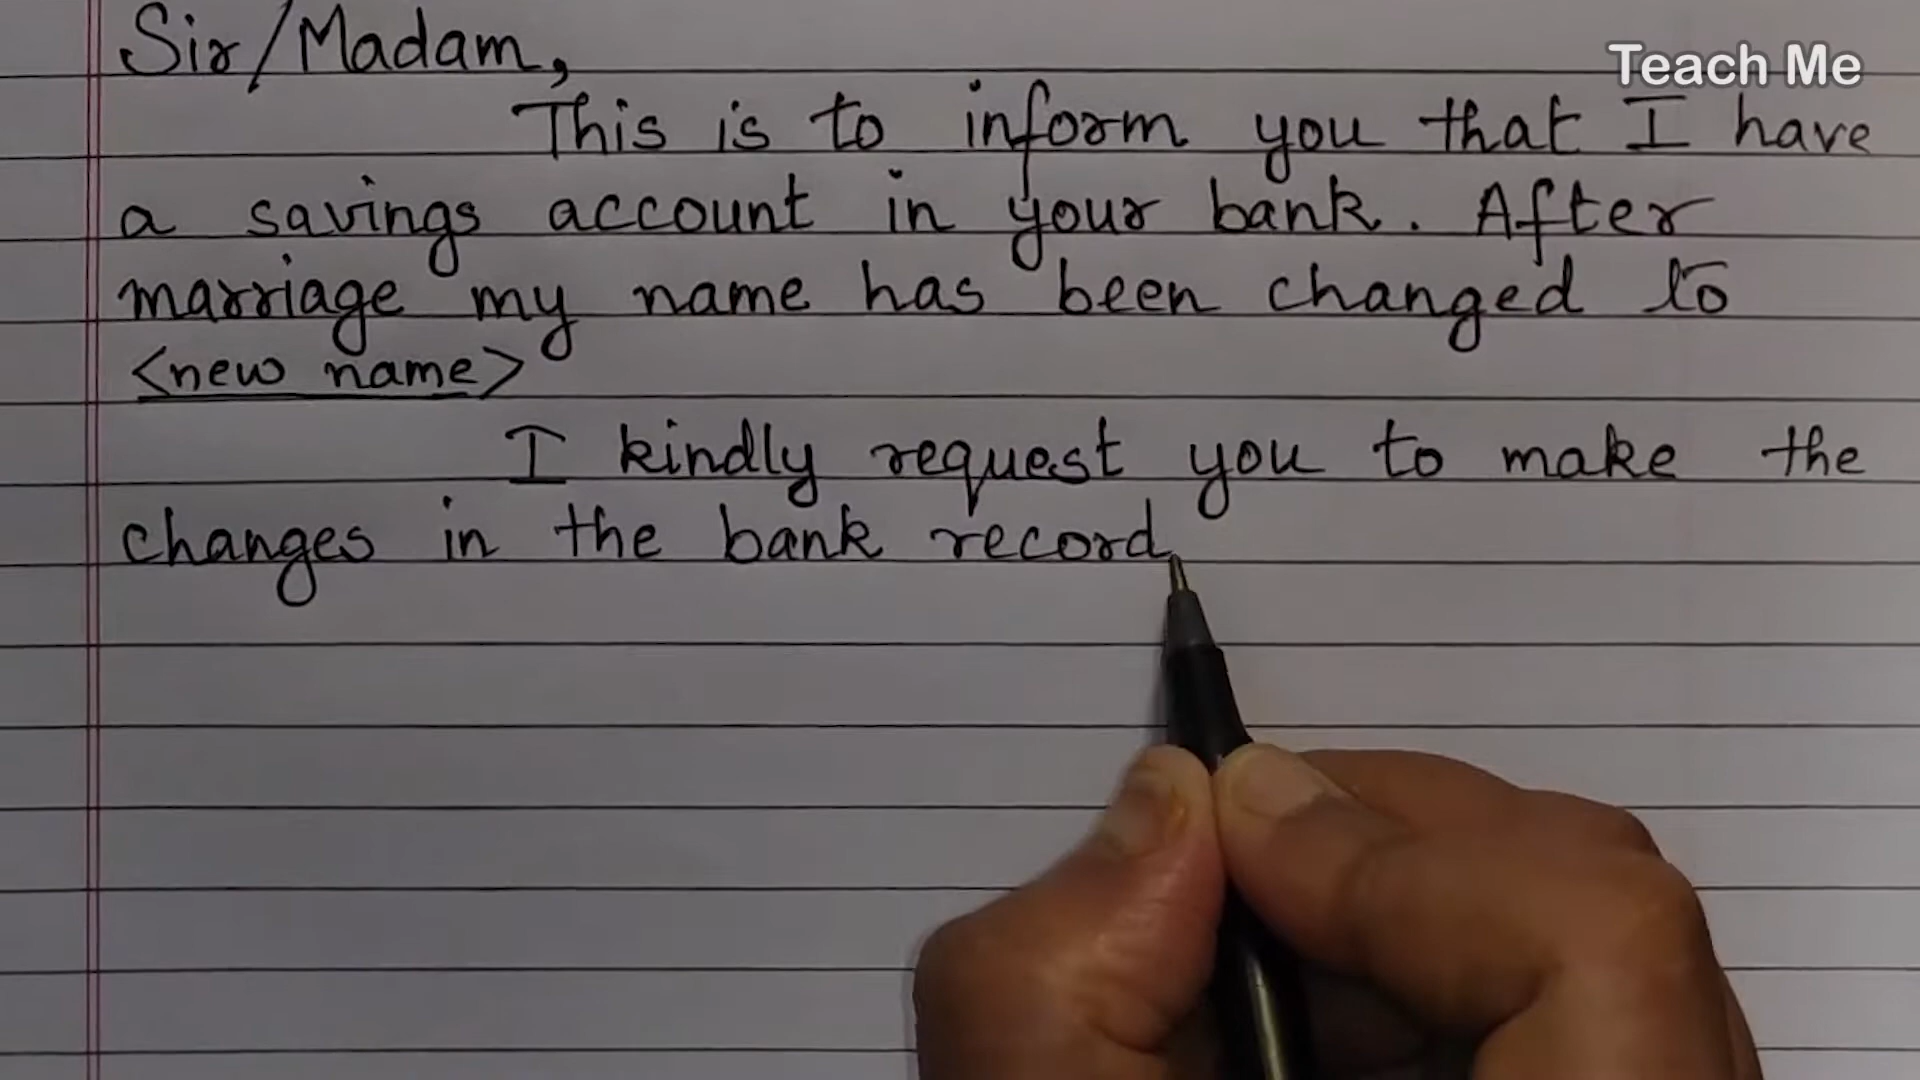 Sir/Madam,
Teach Me
This is to inform you that I have
a savings account in your bank. After
marriage my name has been changed to
<new name>
I kindly request you to make the
changes in the bank record